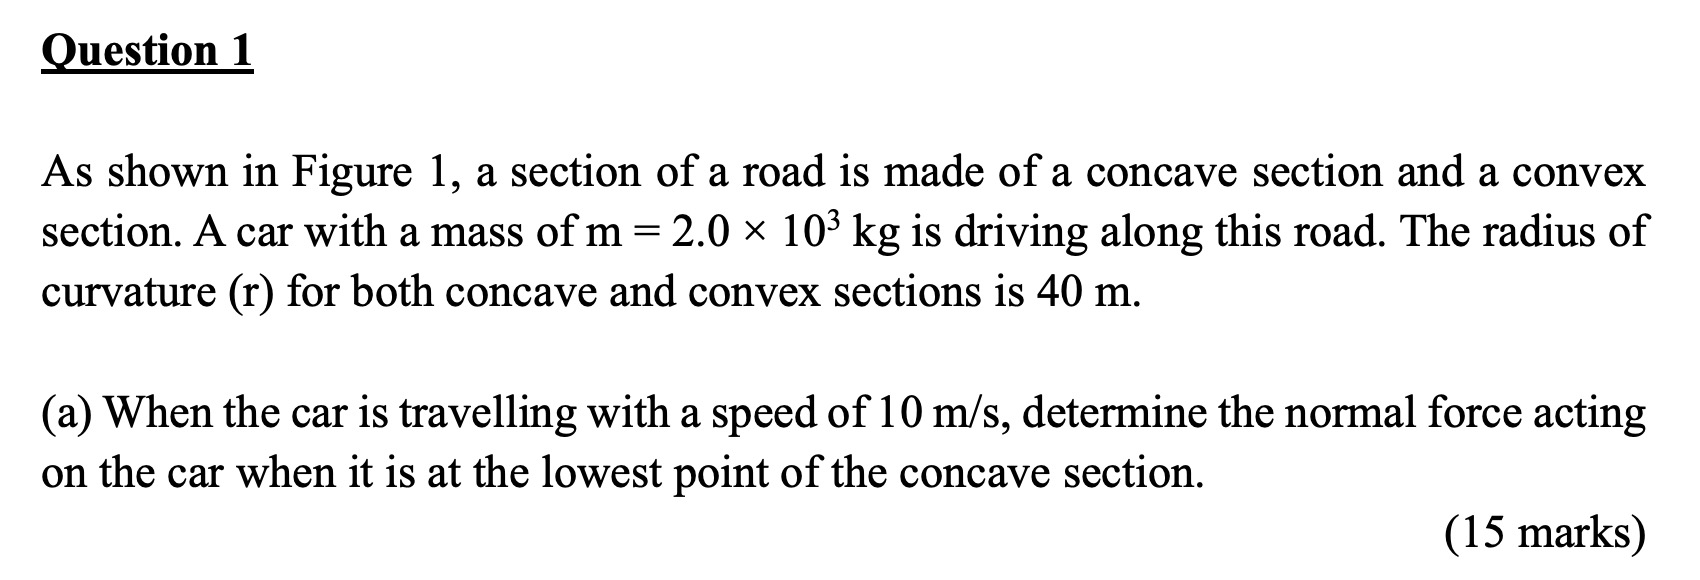 Question 1
As shown in Figure 1, a section of a road is made of a concave section and a convex
section. A car with a mass of m = 2.0 × 10³ kg is driving along this road. The radius of
curvature (r) for both concave and convex sections is 40 m.
(a) When the car is travelling with a speed of 10 m/s, determine the normal force acting
on the car when it is at the lowest point of the concave section.
(15 marks)